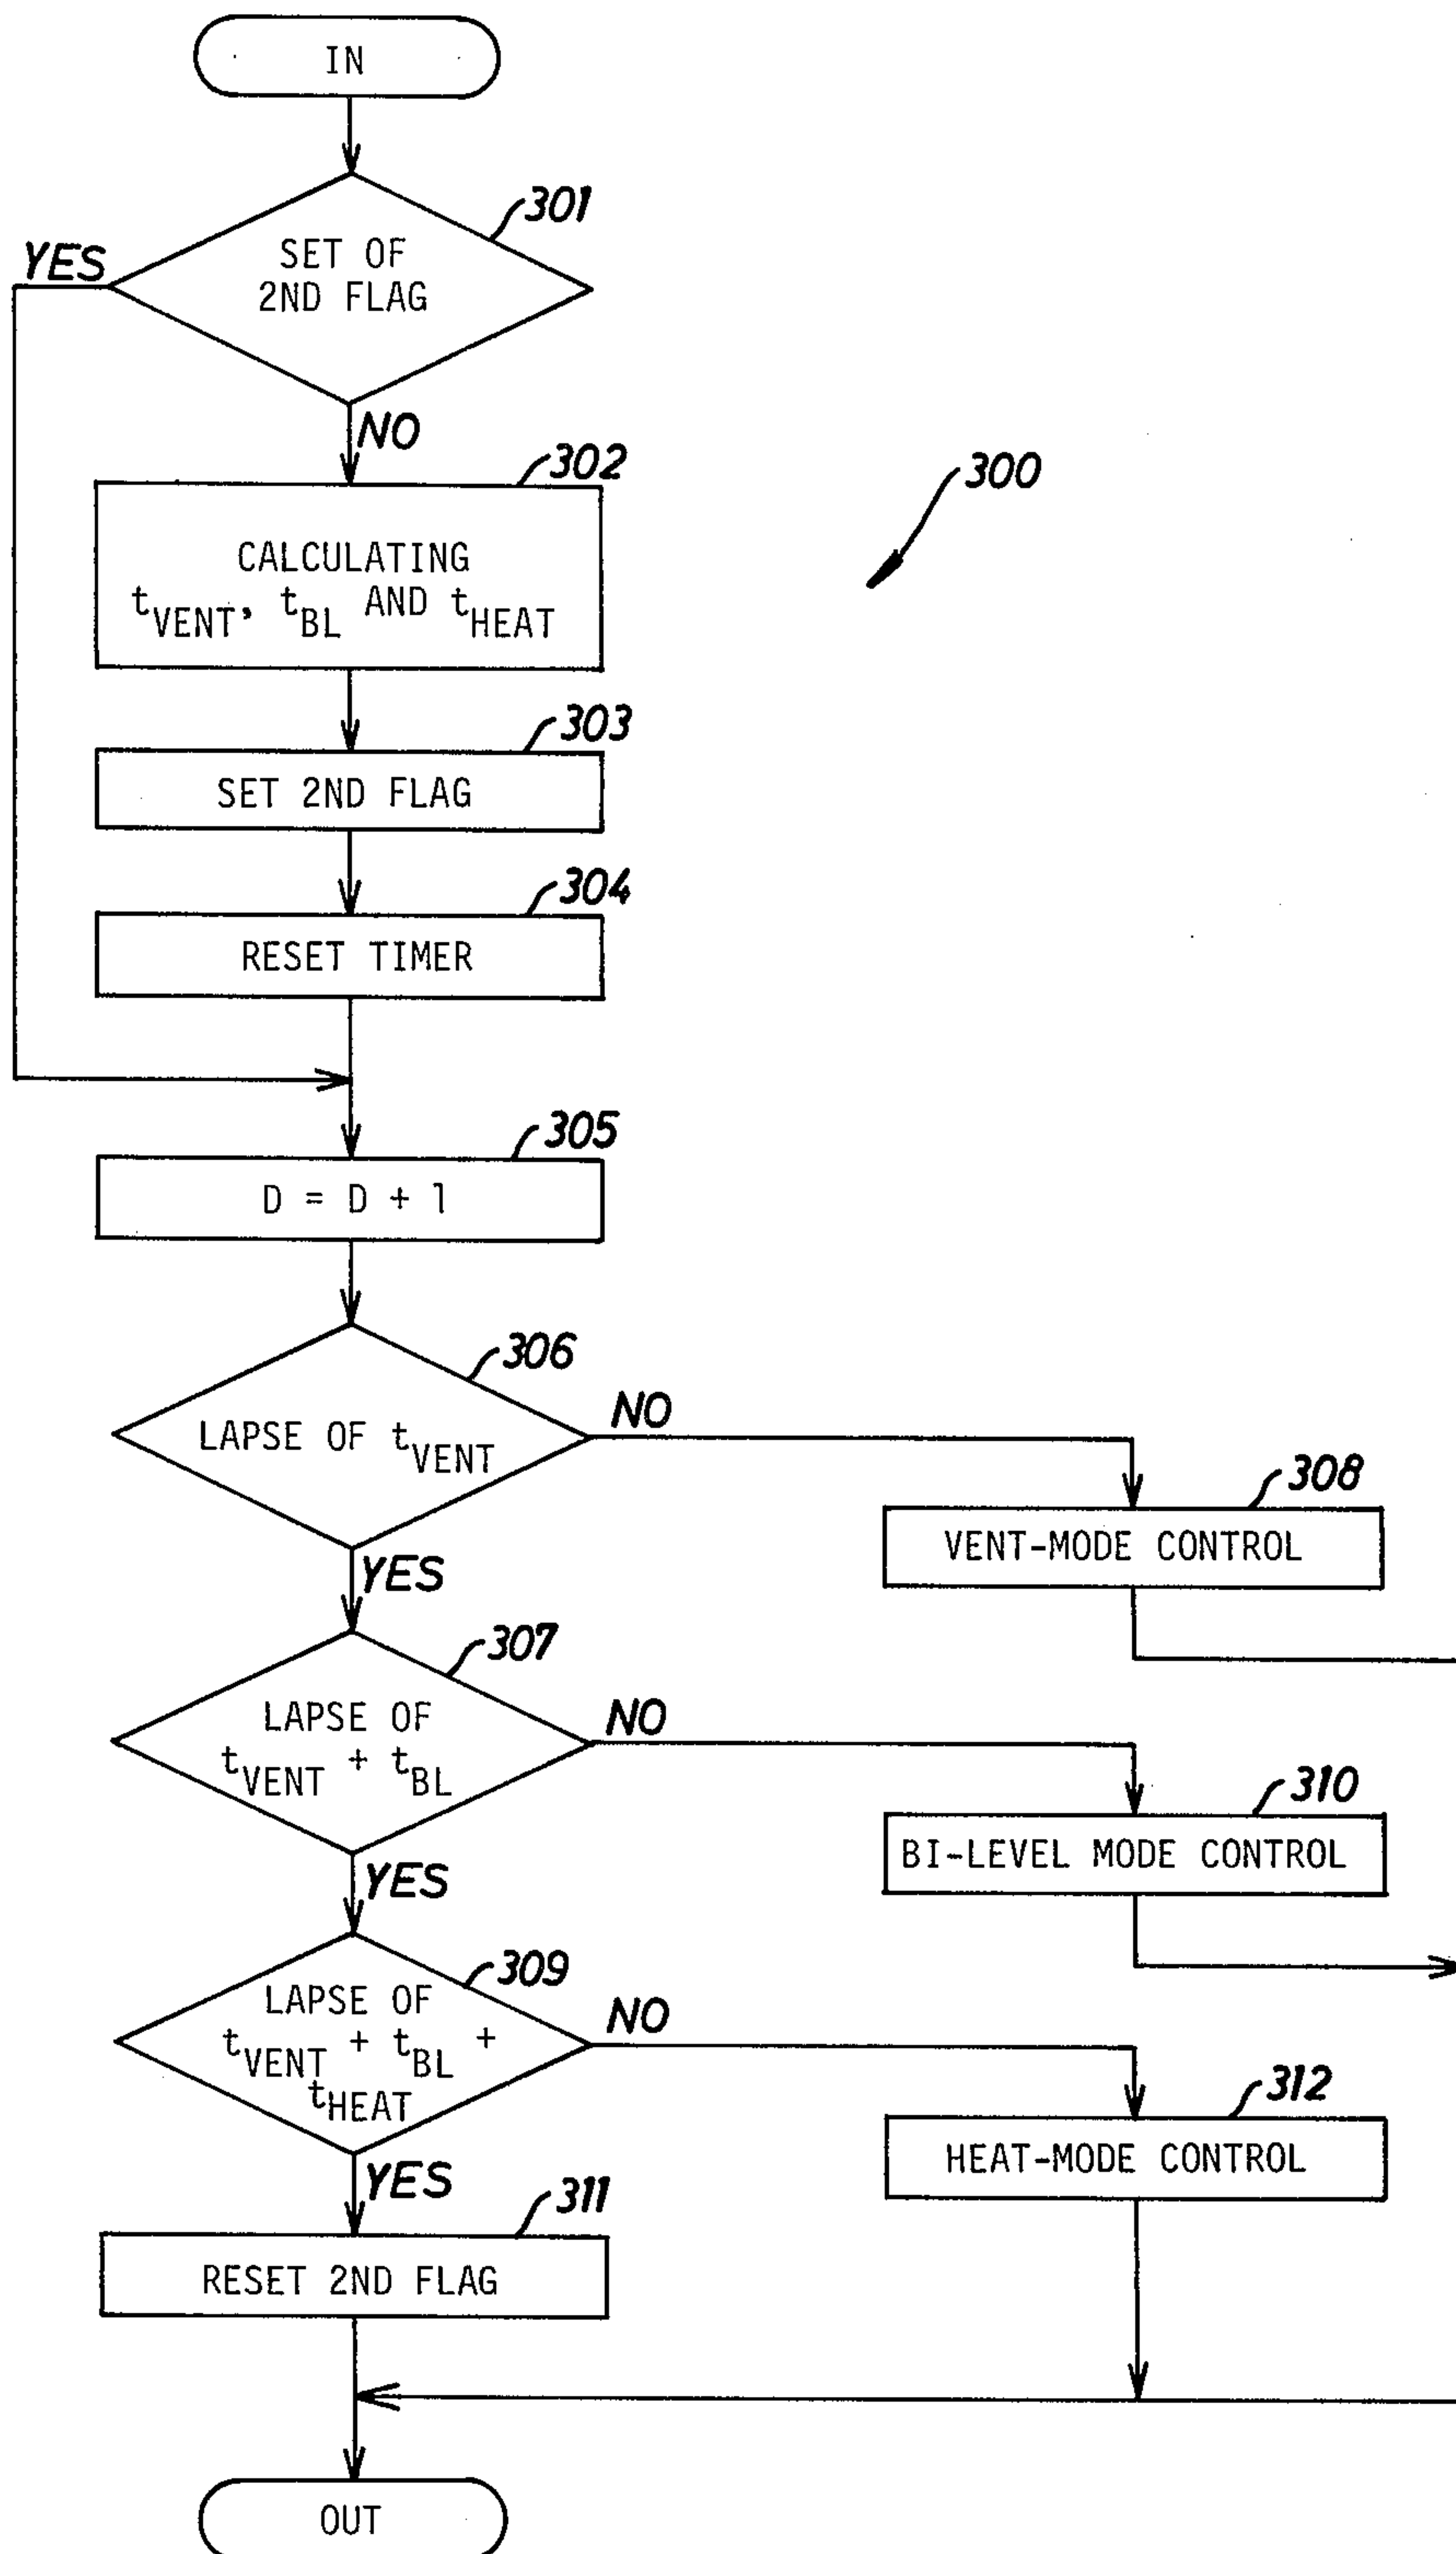 IN
301
YES
SET OF
2ND FLAG
NO
302
300
CALCULATING
tVENT, tBL AND tHEAT
303
SET 2ND FLAG
304
RESET TIMER
305
D = D + 1
306
LAPSE OF tVENT
NO
308
VENT-MODE CONTROL
YES
307
LAPSE OF
tVENT + tBL
NO
310
BI-LEVEL MODE CONTROL
YES
309
LAPSE OF
tVENT + tBL +
tHEAT
NO
312
HEAT-MODE CONTROL
YES
311
RESET 2ND FLAG
OUT